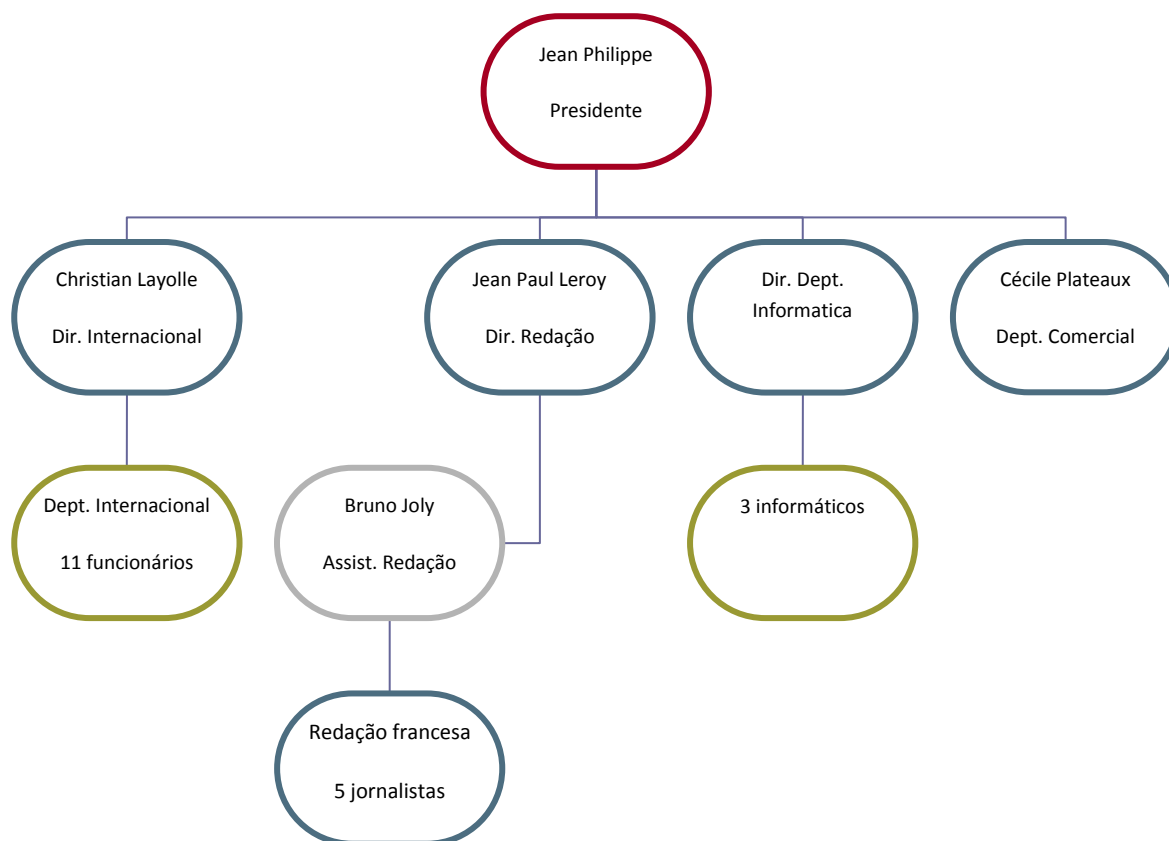 Jean Philippe
Presidente
Christian Layolle
Dir. Internacional
Jean Paul Leroy
Dir. Redação
Dir. Dept.
Informatica
Cécile Plateaux
Dept. Comercial
Dept. Internacional
11 funcionários
Bruno Joly
Assist. Redação
3 informáticos
Redação francesa
5 jornalistas